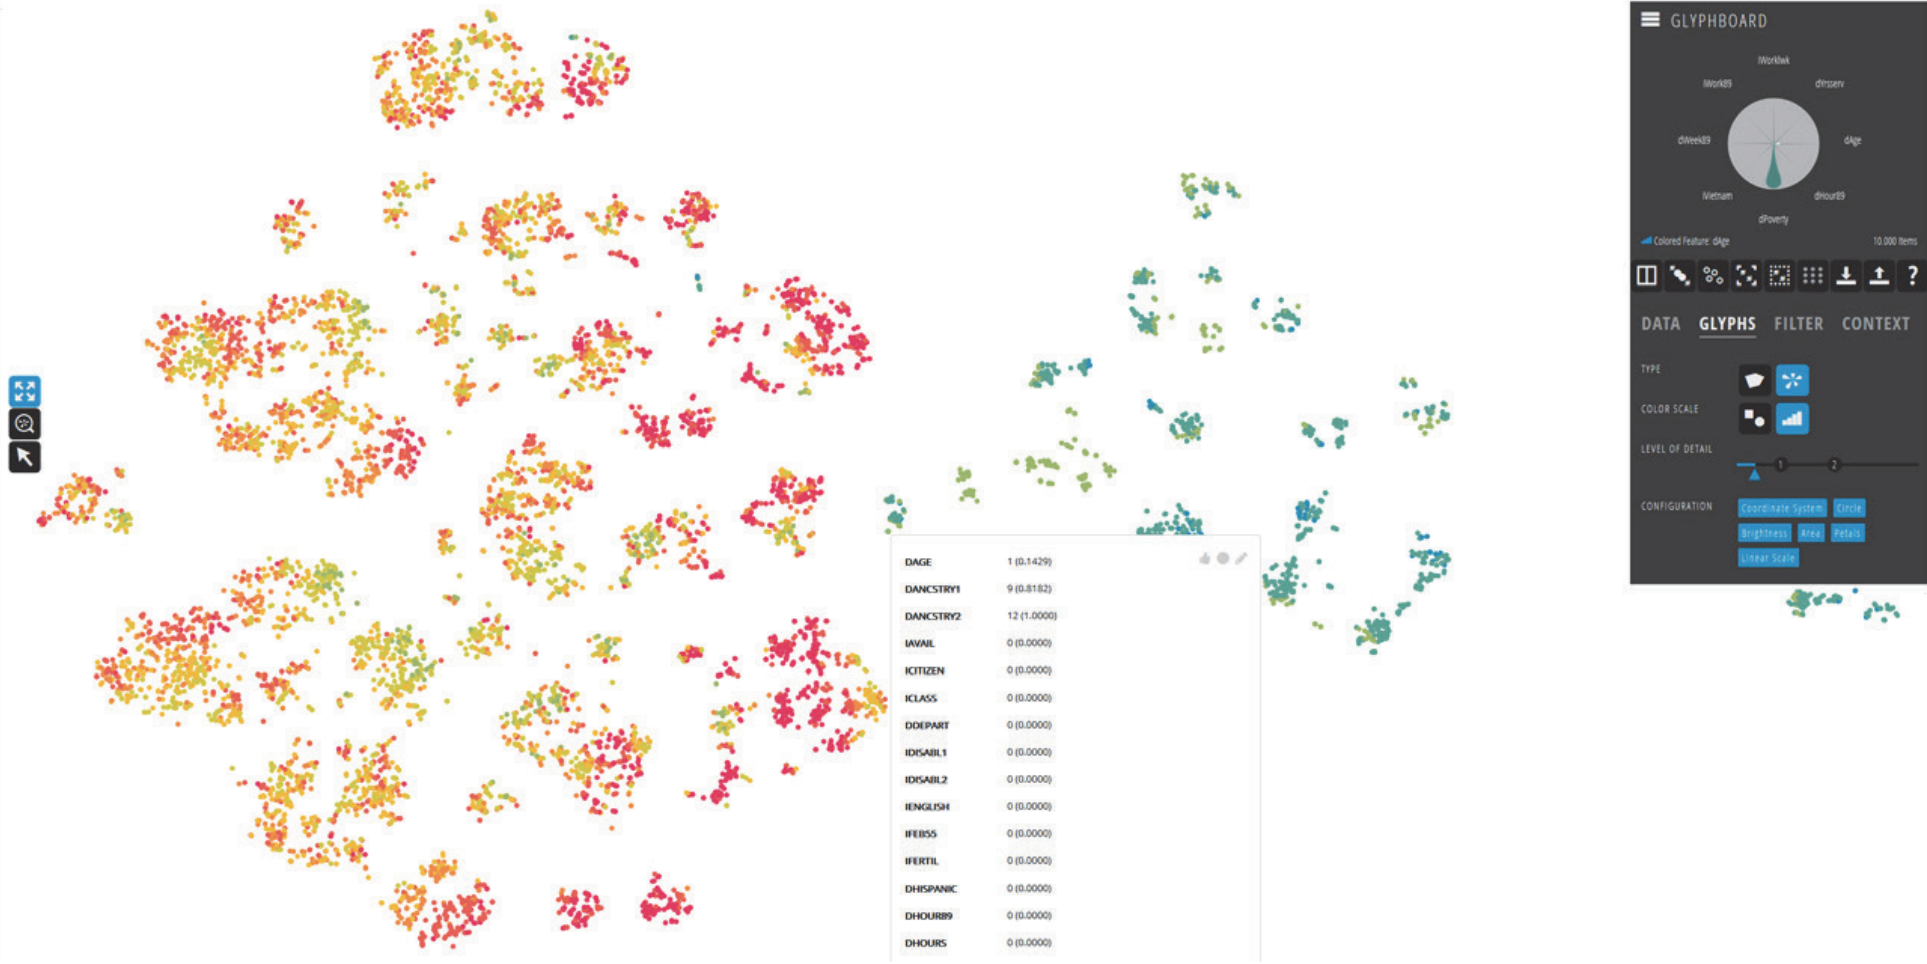 GLYPHBOARD
iWorklwk
iWork89
dYrsserv
dWeek89
dAge
iVietnam
dHour89
dPoverty
Colored Feature: dAge
10.000 Items
?
DATA GLYPHS FILTER CONTEXT
TYPE
COLOR SCALE
LEVEL OF DETAIL
1 2
CONFIGURATION
Coordinate System Circle
Brightness Area Petals
Linear Scale
DAGE 1 (0.1429)
DANCSTRY1 9 (0.8182)
DANCSTRY2 12 (1.0000)
IAVAIL 0 (0.0000)
ICITIZEN 0 (0.0000)
ICLASS 0 (0.0000)
DDEPART 0 (0.0000)
IDISABL1 0 (0.0000)
IDISABL2 0 (0.0000)
IENGLISH 0 (0.0000)
IFEB55 0 (0.0000)
IFERTIL 0 (0.0000)
DHISPANIC 0 (0.0000)
DHOUR89 0 (0.0000)
DHOURS 0 (0.0000)